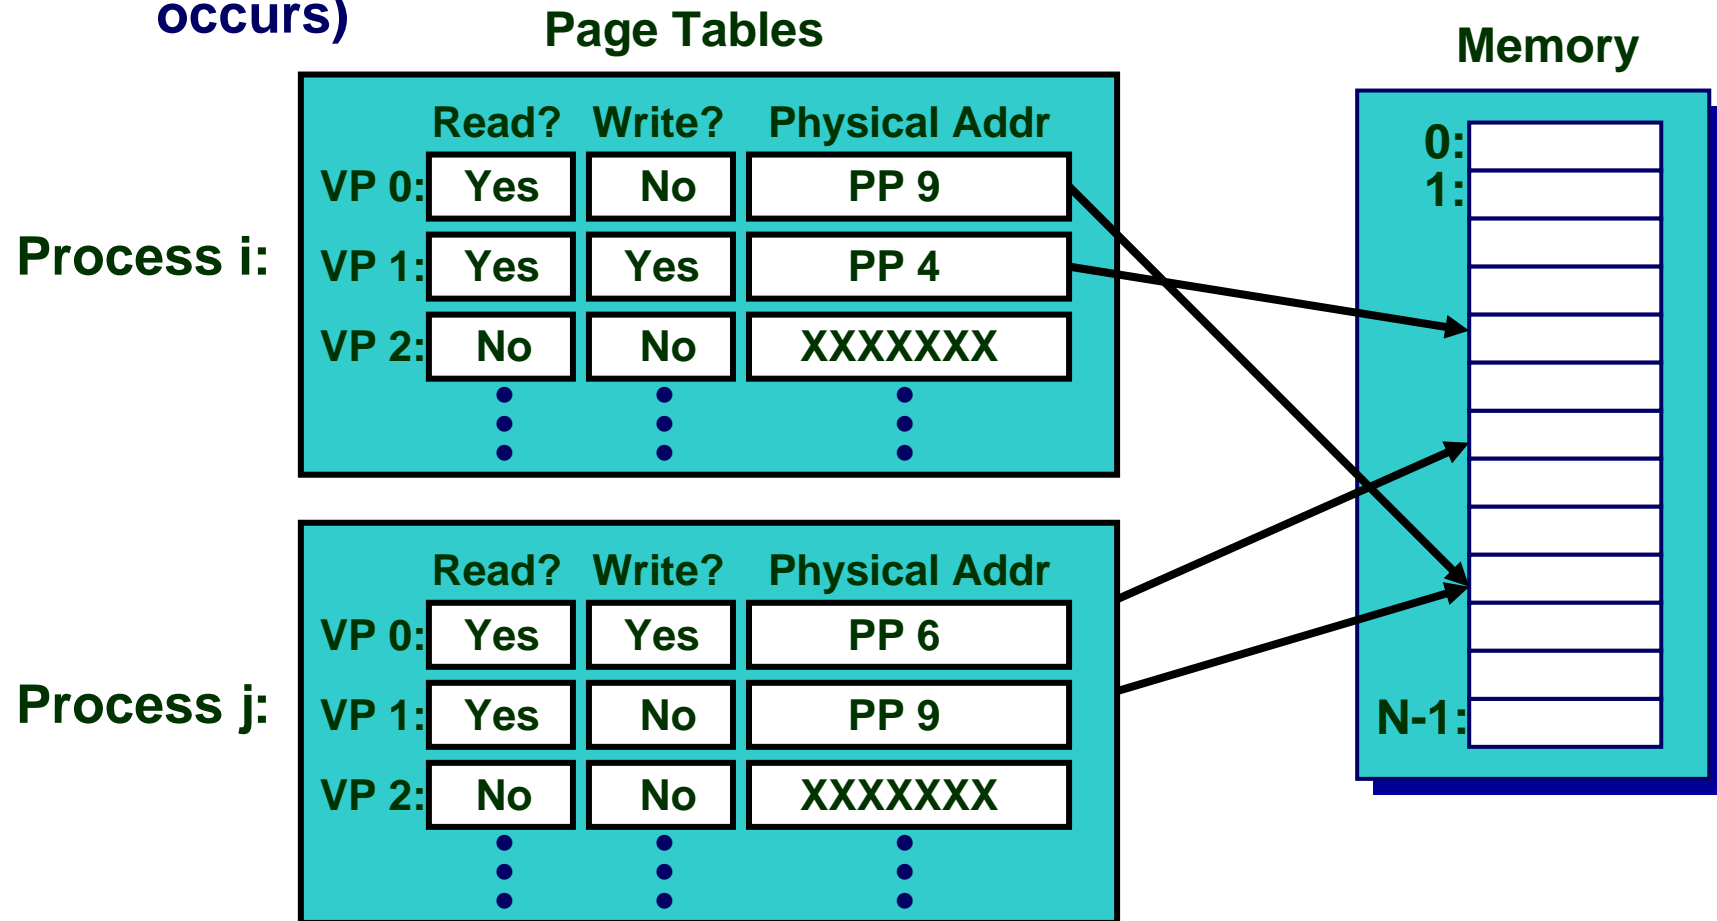 occurs)
Page Tables
Memory
Process i:
Read? Write? Physical Addr
VP 0: Yes No PP 9
VP 1: Yes Yes PP 4
VP 2: No No XXXXXXX
Process j:
Read? Write? Physical Addr
VP 0: Yes Yes PP 6
VP 1: Yes No PP 9
VP 2: No No XXXXXXX
0:
1:
N-1: